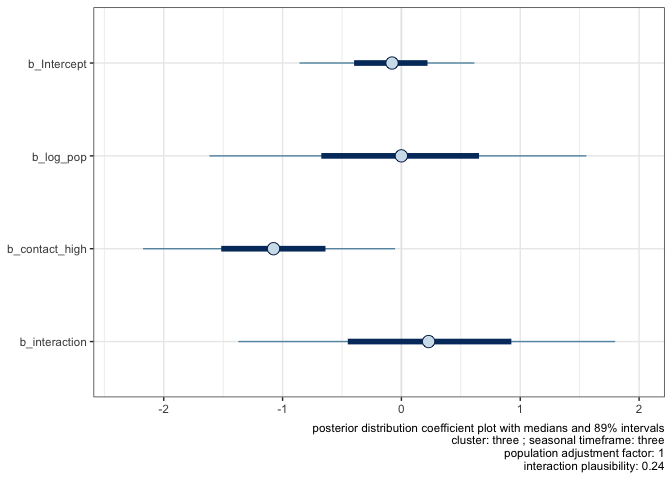 b_Intercept
b_log_pop
b_contact_high
b_interaction
-2 -1 0 1 2
posterior distribution coefficient plot with medians and 89% intervals
cluster: three ; seasonal timeframe: three
population adjustment factor: 1
interaction plausibility: 0.24